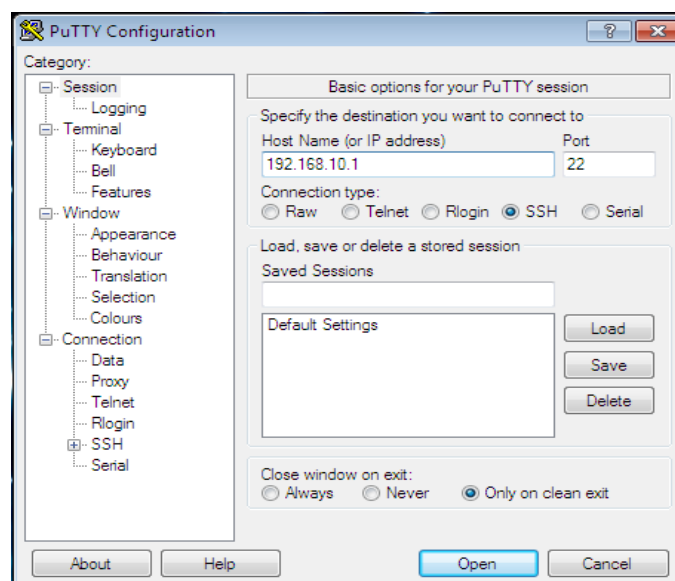 PuTTY Configuration
Category:
Session
Logging
Terminal
Keyboard
Bell
Features
Window
Appearance
Behaviour
Translation
Selection
Colours
Connection
Data
Proxy
Telnet
Rlogin
SSH
Serial
Basic options for your PuTTY session
Specify the destination you want to connect to
Host Name (or IP address) Port
192.168.10.1 22
Connection type:
Raw Telnet Rlogin SSH Serial
Load, save or delete a stored session
Saved Sessions
Default Settings
Load
Save
Delete
Close window on exit:
Always Never Only on clean exit
About Help Open Cancel